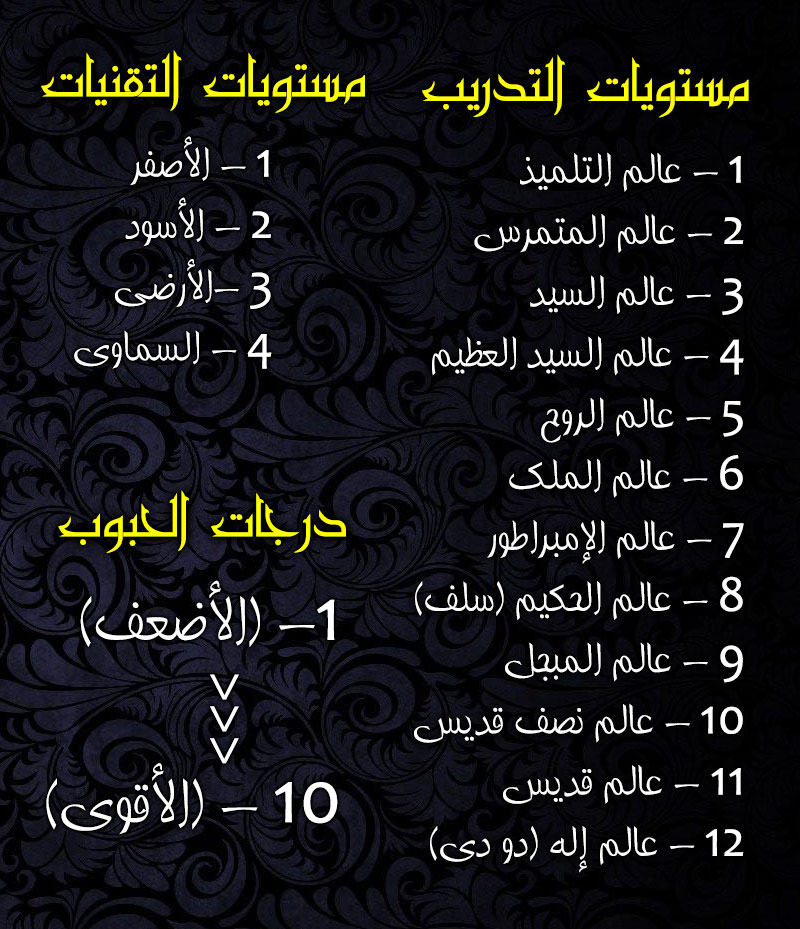 مستويات التدريب
1 – عالم التلميذ
2 – عالم المتمرس
3 – عالم السيد
4 – عالم السيد العظيم
5 – عالم الروح
6 – عالم الملك
7 – عالم الإمبراطور
8 – عالم الحكيم (سلف)
9 – عالم المبجل
10 – عالم نصف قديس
11 – عالم قديس
12 – عالم إله (دو دى)
مستويات التقنيات
1 – الأصفر
2 – الأسود
3 –الأرضى
4 – السماوى
درجات الحبوب
1– (الأضعف)
>
>
>
10 – (الأقوى)